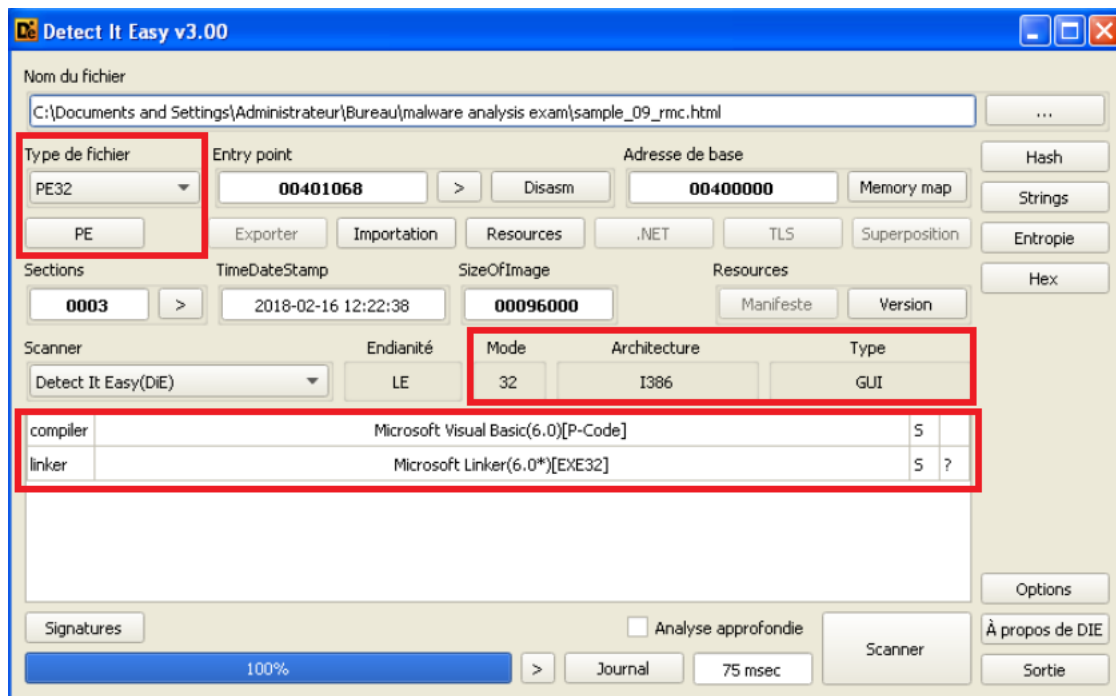 Detect It Easy v3.00
Nom du fichier
C:\Documents and Settings\Administrateur\Bureau\malware analysis exam\sample_09_rmc.html
...
Type de fichier Entry point Adresse de base
PE32 00401068 > Disasm 00400000 Memory map
Hash
Strings
PE Exporter Importation Resources .NET TLS Superposition
Entropie
Sections TimeDateStamp SizeOfImage Resources
Hex
0003 > 2018-02-16 12:22:38 00096000 Manifeste Version
Scanner Endianité Mode Architecture Type
Detect It Easy(DiE) LE 32 I386 GUI
compiler Microsoft Visual Basic(6.0)[P-Code] S
linker Microsoft Linker(6.0*)[EXE32] S ?
Options
Signatures Analyse approfondie Scanner À propos de DIE
100% > Journal 75 msec Sortie